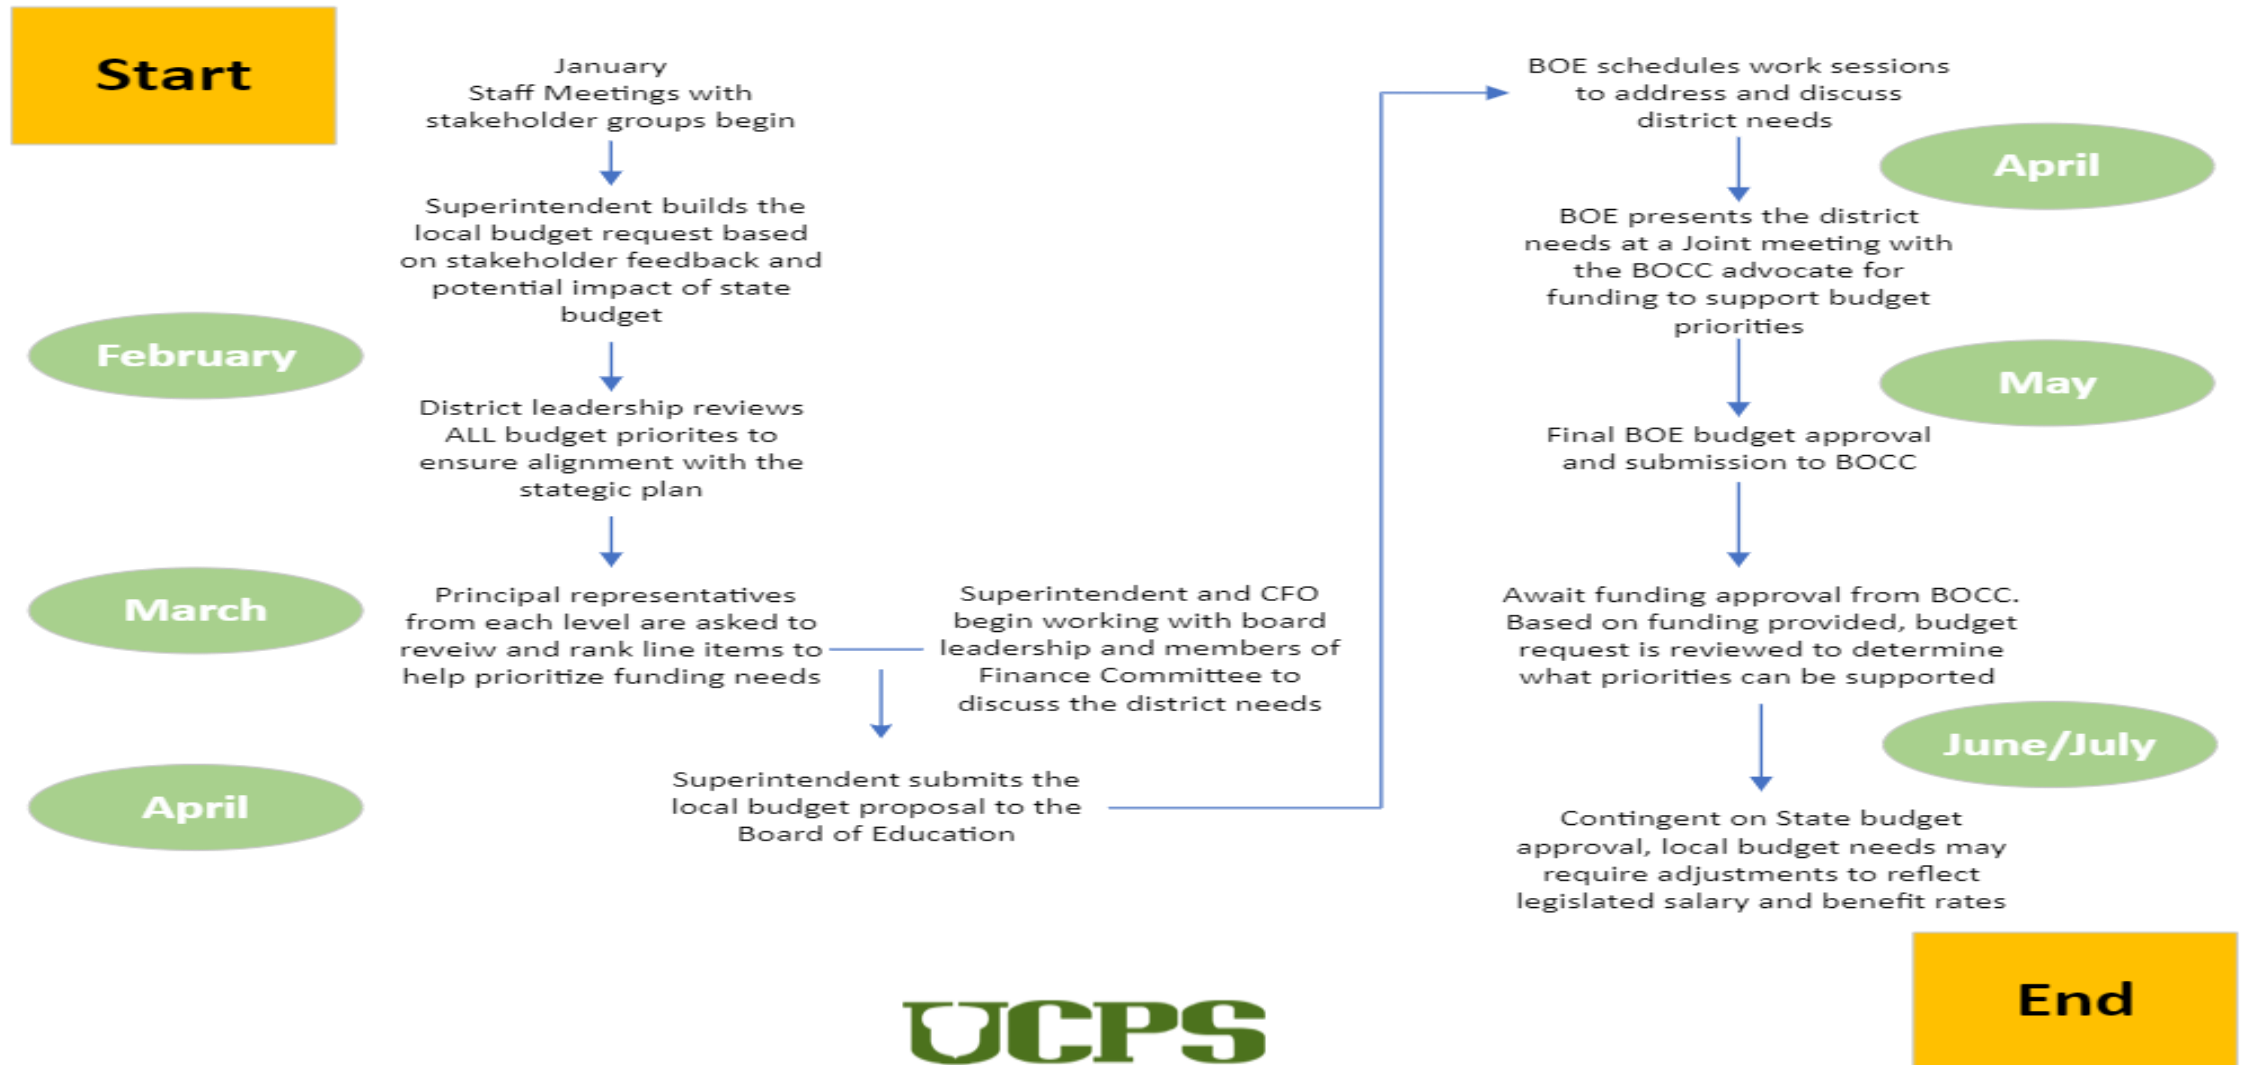 Start
January
Staff Meetings with
stakeholder groups begin
Superintendent builds the
local budget request based
on stakeholder feedback and
potential impact of state
budget
February
District leadership reviews
ALL budget priorites to
ensure alignment with the
stategic plan
March
Principal representatives
from each level are asked to
reveiw and rank line items to
help prioritize funding needs
Superintendent and CFO
begin working with board
leadership and members of
Finance Committee to
discuss the district needs
April
Superintendent submits the
local budget proposal to the
Board of Education
BOE schedules work sessions
to address and discuss
district needs
April
BOE presents the district
needs at a Joint meeting with
the BOCC advocate for
funding to support budget
priorities
May
Final BOE budget approval
and submission to BOCC
Await funding approval from BOCC.
Based on funding provided, budget
request is reviewed to determine
what priorities can be supported
June/July
Contingent on State budget
approval, local budget needs may
require adjustments to reflect
legislated salary and benefit rates
End
UCPS